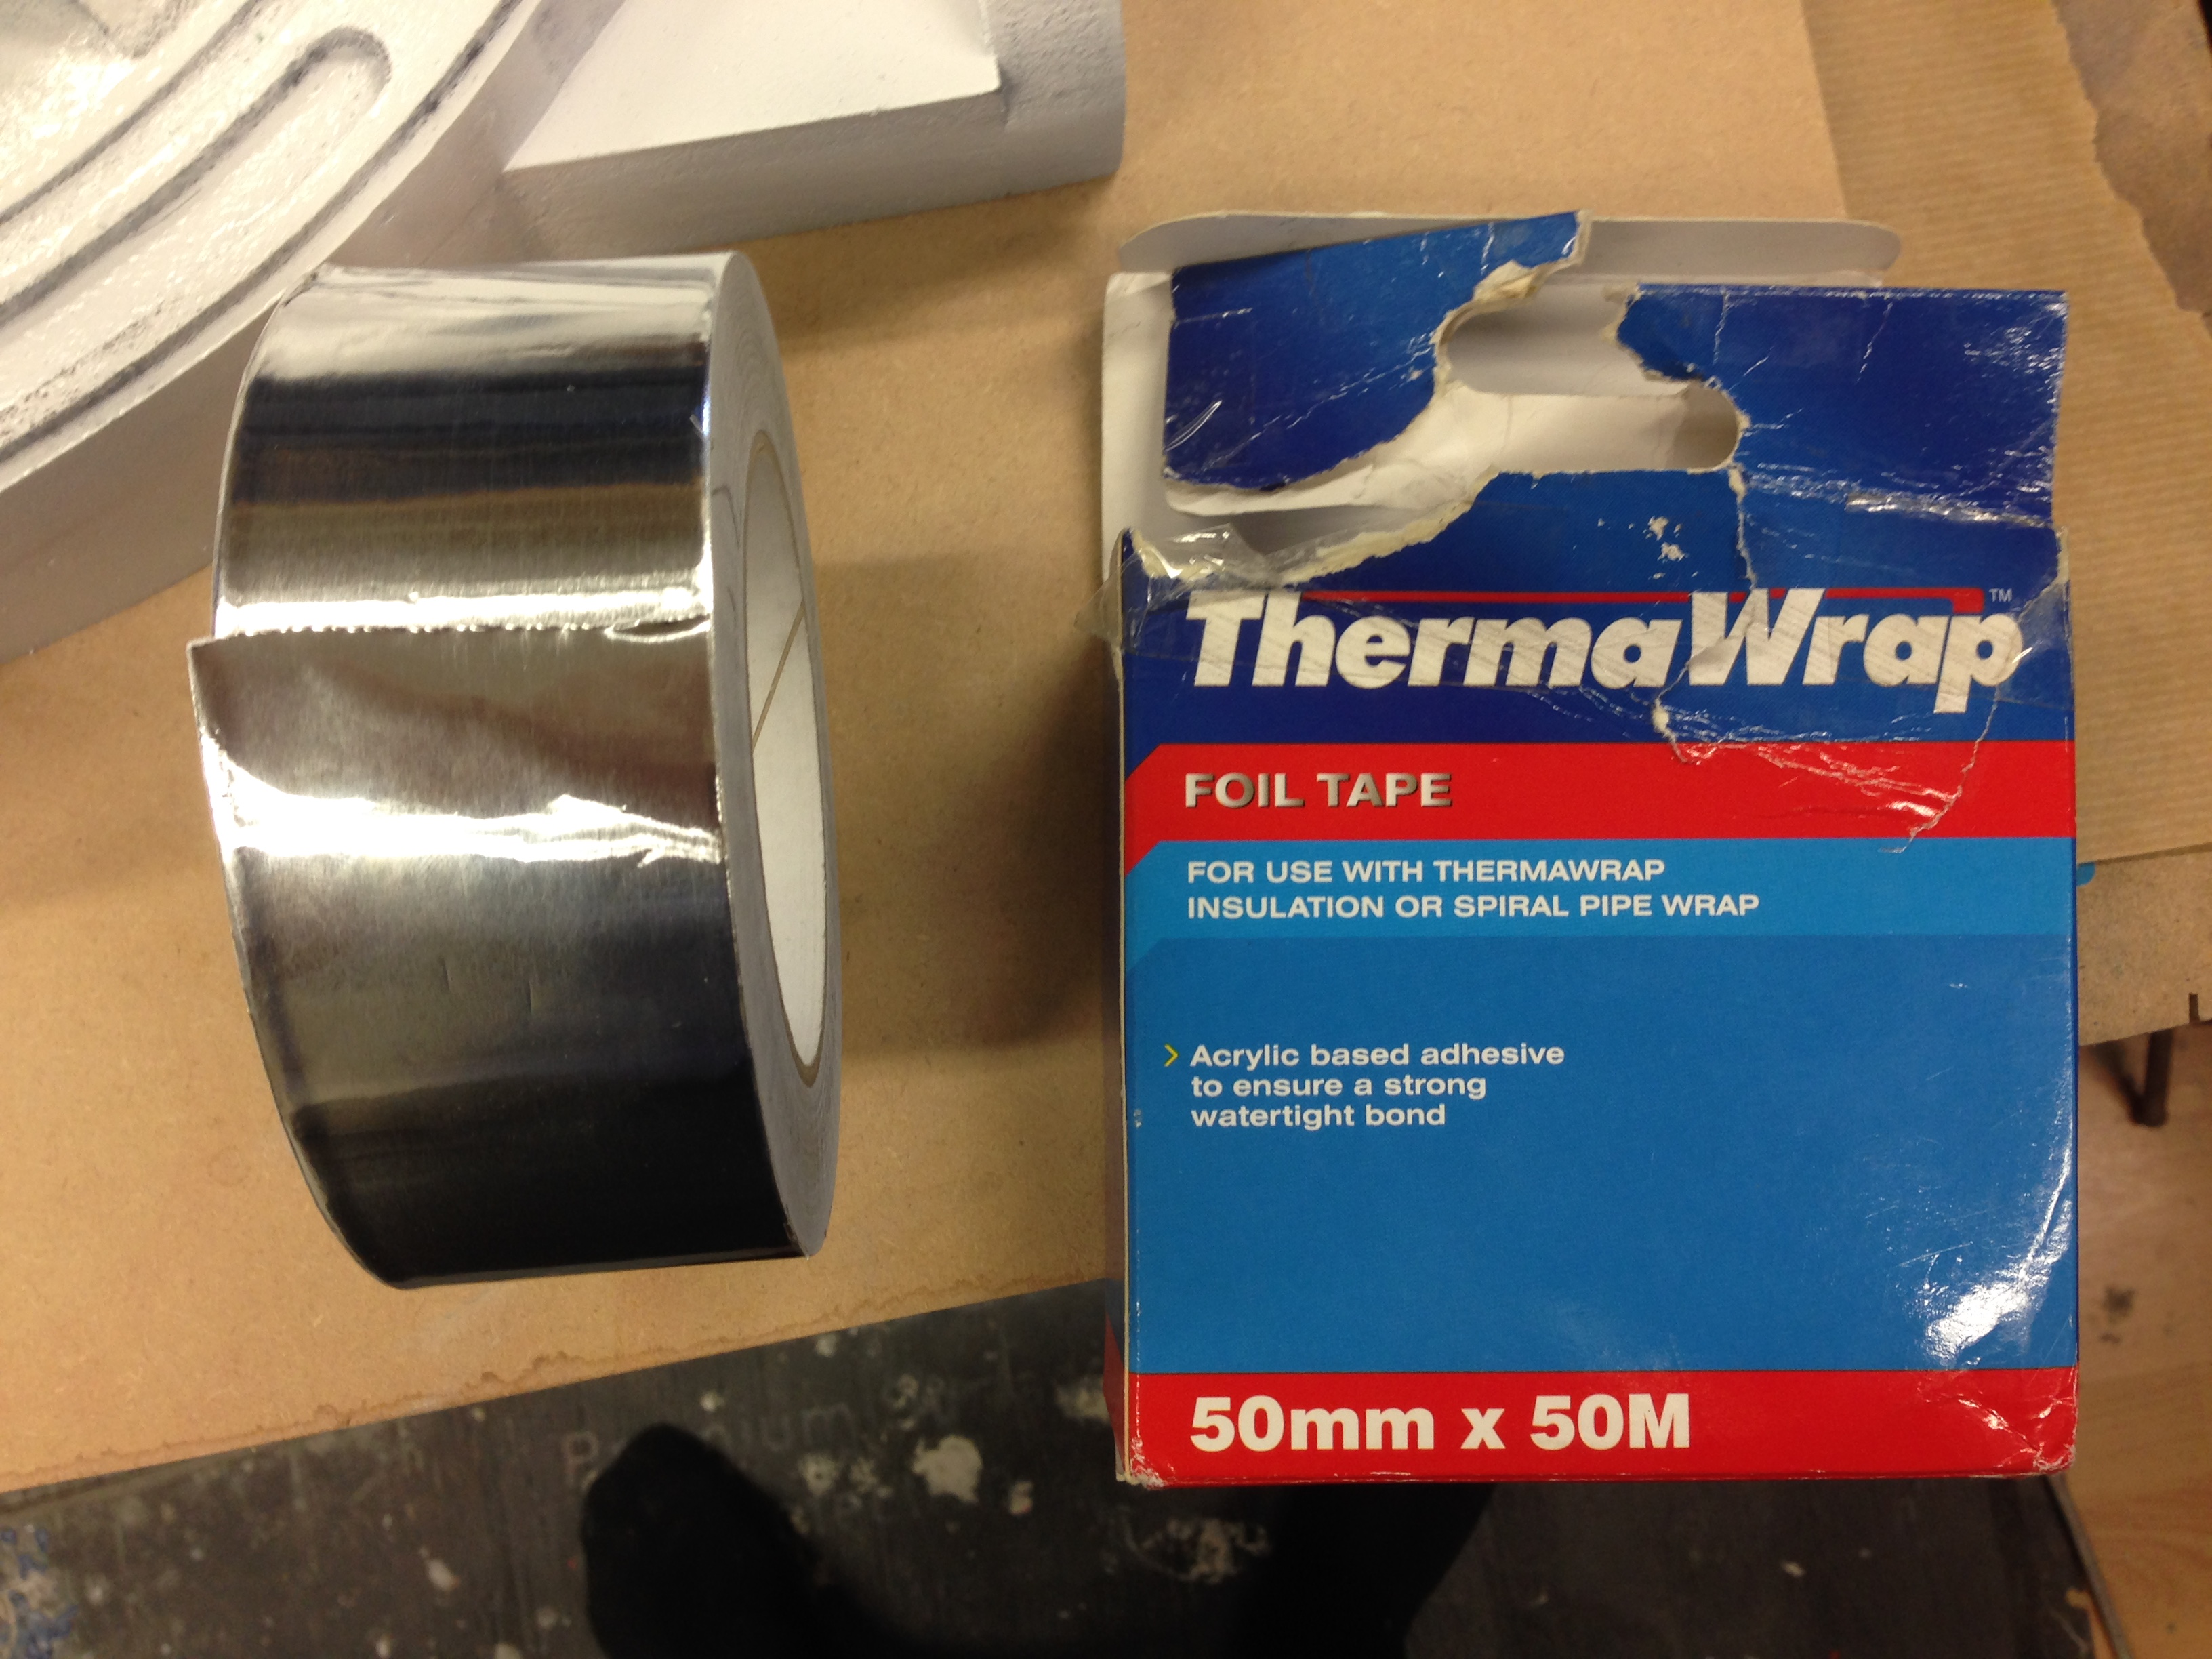 ThermaWrap™
FOIL TAPE
FOR USE WITH THERMAWRAP
INSULATION OR SPIRAL PIPE WRAP
> Acrylic based adhesive
to ensure a strong
watertight bond
50mm x 50M